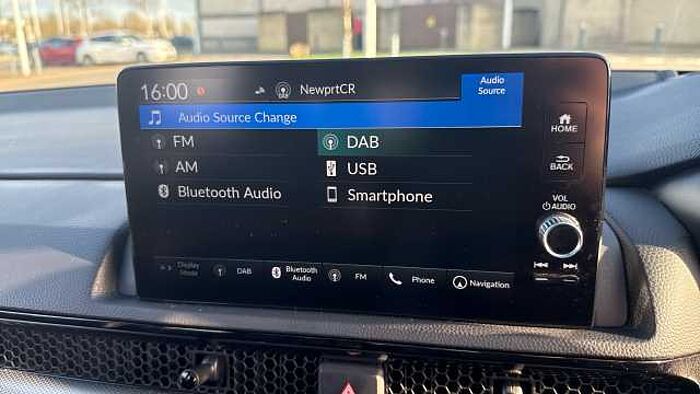 16:00 NewprtCR Audio
Source
Audio Source Change
HOME
FM DAB
AM USB
BACK
Bluetooth Audio Smartphone
VOL
AUDIO
Display
Mode DAB Bluetooth
Audio FM Phone Navigation